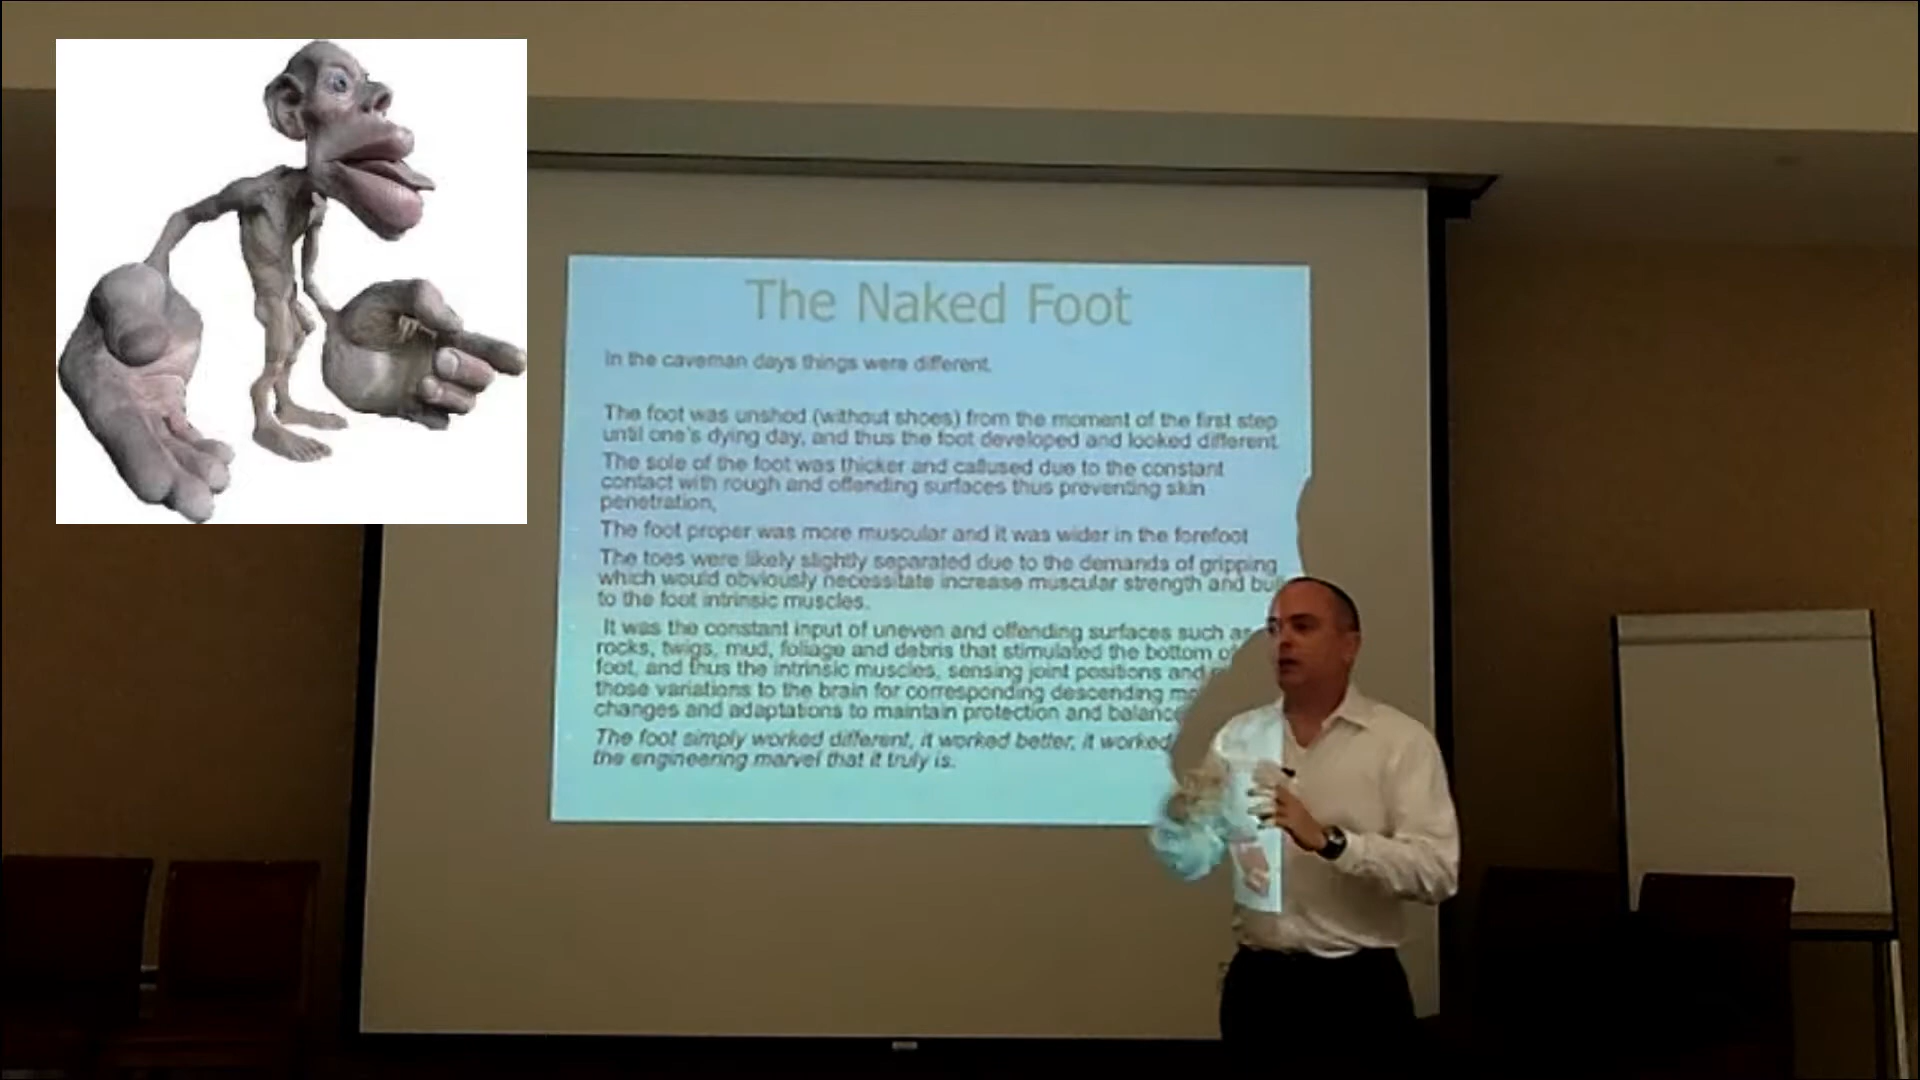 The Naked Foot
In the caveman days things were different.
The foot was unshod (without shoes) from the moment of the first step
until one's dying day, and thus the foot developed and looked different
The sole of the foot was thicker and callused due to the constant
contact with rough and offending surfaces thus preventing skin
penetration,
The foot proper was more muscular and it was wider in the forefoot
The toes were likely slightly separated due to the demands of gripping
which would obviously necessitate increase muscular strength and
to the foot intrinsic muscles.
It was the constant input of uneven and offending surfaces such as
rocks, twigs, mud, foliage and debris that stimulated the bottom of
foot, and thus the intrinsic muscles, sensing joint positions and
those variations to the brain for corresponding descending
changes and adaptations to maintain protection and balance
The foot simply worked different, it worked better, it worked
the engineering marvel that it truly is.